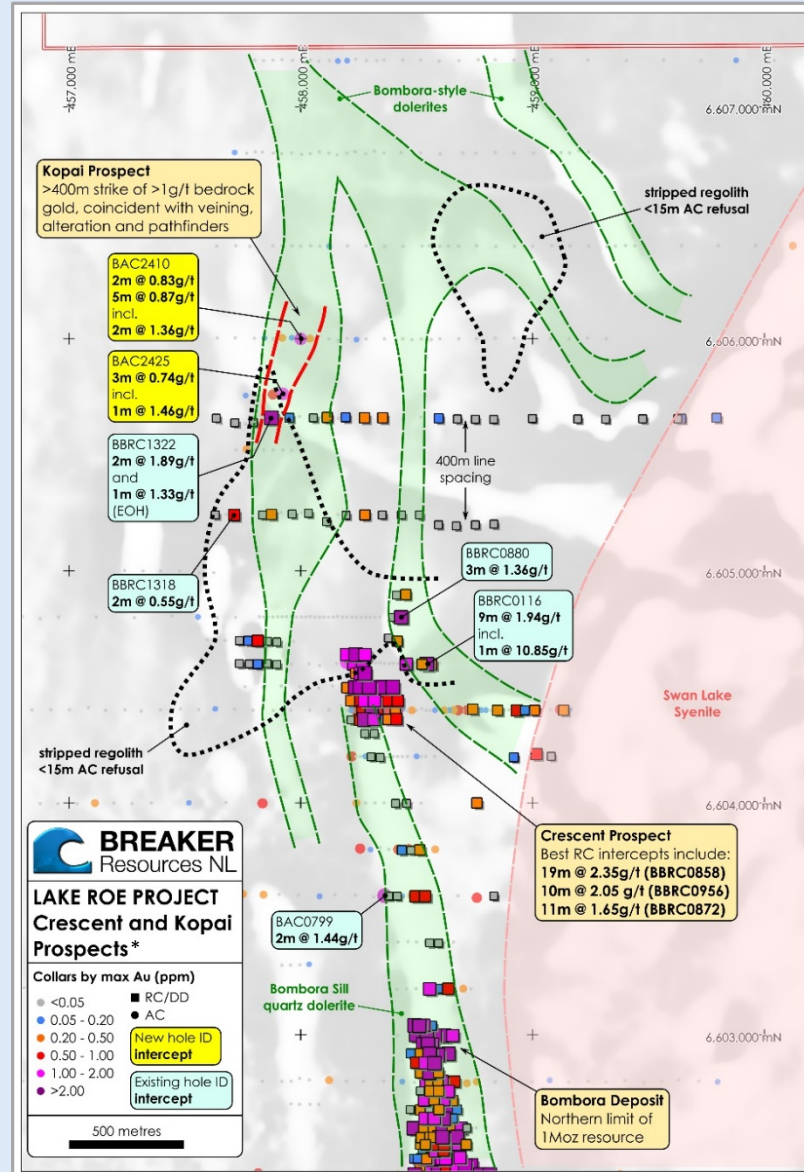 457,000 mE
458,000 mE
459,000 mE
Bombora-style
dolerites
6,607,000 mN
Kopai Prospect
>400m strike of >1g/t bedrock
gold, coincident with veining,
alteration and pathfinders
stripped regolith
<15m AC refusal
BAC2410
2m @ 0.83g/t
5m @ 0.87g/t
incl.
2m @ 1.36g/t
6,606,000 mN
BAC2425
3m @ 0.74g/t
incl.
1m @ 1.46g/t
400m line
spacing
BBRC1322
2m @ 1.89g/t
and
1m @ 1.33g/t
(EOH)
BBRC0880
3m @ 1.36g/t
6,605,000 mN
BBRC1318
2m @ 0.55g/t
BBRC0116
9m @ 1.94g/t
incl.
1m @ 10.85g/t
Swan Lake
Syenite
stripped regolith
<15m AC refusal
6,604,000 mN
Crescent Prospect
Best RC intercepts include:
19m @ 2.35g/t (BBRC0858)
10m @ 2.05 g/t (BBRC0956)
11m @ 1.65g/t (BBRC0872)
BAC0799
2m @ 1.44g/t
Bombora Sill
quartz dolerite
6,603,000 mN
Bombora Deposit
Northern limit of
1Moz resource
BREAKER
Resources NL
LAKE ROE PROJECT
Crescent and Kopai
Prospects*
Collars by max Au (ppm)
<0.05
0.05 - 0.20
0.20 - 0.50
0.50 - 1.00
1.00 - 2.00
>2.00
RC/DD
AC
New hole ID
intercept
Existing hole ID
intercept
500 metres